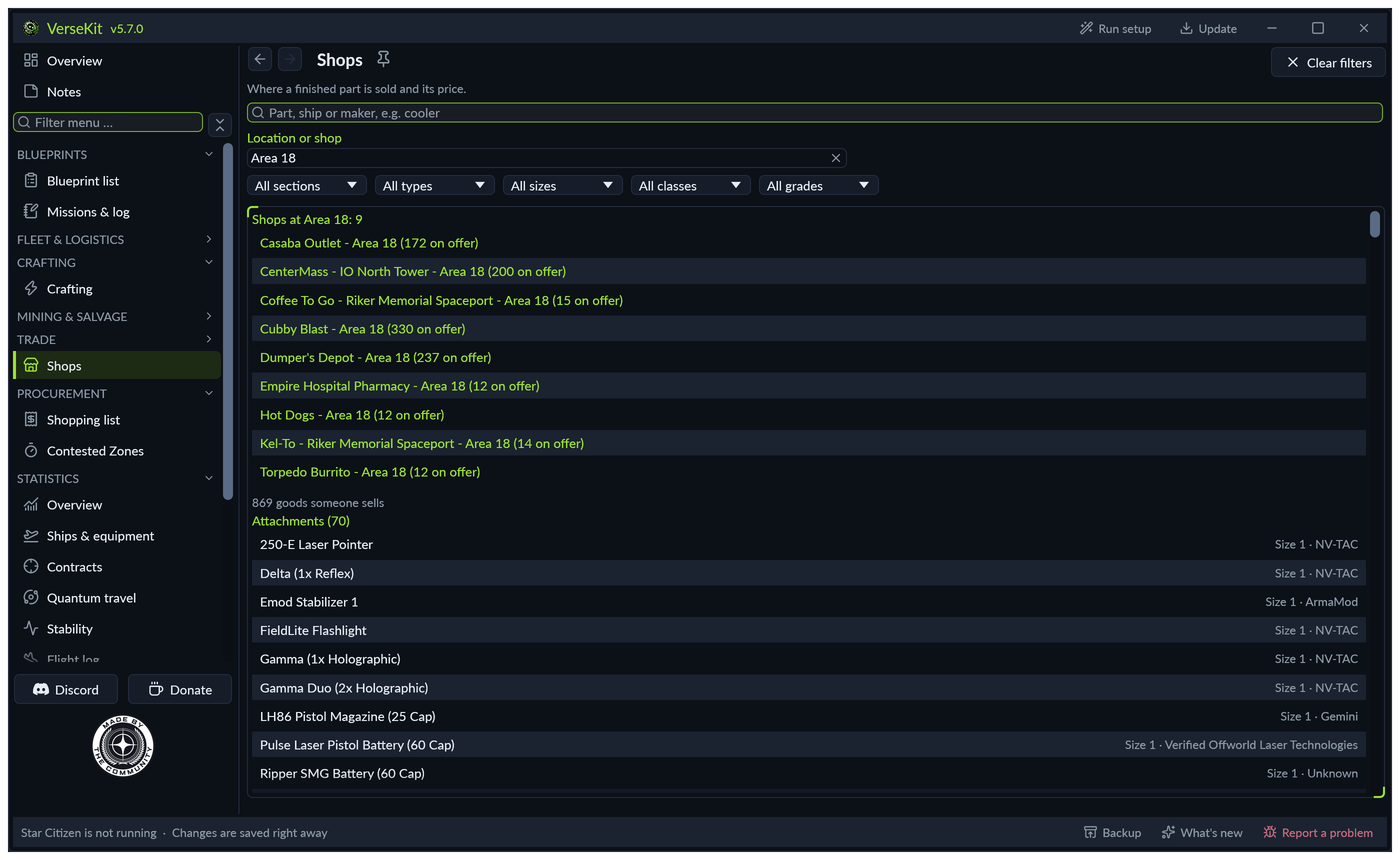 VerseKit v5.7.0
Run setup
Update
Overview
Notes
Filter menu ...
BLUEPRINTS
Blueprint list
Missions & log
FLEET & LOGISTICS
CRAFTING
Crafting
MINING & SALVAGE
TRADE
Shops
PROCUREMENT
Shopping list
Contested Zones
STATISTICS
Overview
Ships & equipment
Contracts
Quantum travel
Stability
Flight log
Discord
Donate
MADE BY
THE COMMUNITY
Shops
Clear filters
Where a finished part is sold and its price.
Part, ship or maker, e.g. cooler
Location or shop
Area 18
All sections All types All sizes All classes All grades
Shops at Area 18: 9
Casaba Outlet - Area 18 (172 on offer)
CenterMass - IO North Tower - Area 18 (200 on offer)
Coffee To Go - Riker Memorial Spaceport - Area 18 (15 on offer)
Cubby Blast - Area 18 (330 on offer)
Dumper's Depot - Area 18 (237 on offer)
Empire Hospital Pharmacy - Area 18 (12 on offer)
Hot Dogs - Area 18 (12 on offer)
Kel-To - Riker Memorial Spaceport - Area 18 (14 on offer)
Torpedo Burrito - Area 18 (12 on offer)
869 goods someone sells
Attachments (70)
250-E Laser Pointer Size 1 · NV-TAC
Delta (1x Reflex) Size 1 · NV-TAC
Emod Stabilizer 1 Size 1 · ArmaMod
FieldLite Flashlight Size 1 · NV-TAC
Gamma (1x Holographic) Size 1 · NV-TAC
Gamma Duo (2x Holographic) Size 1 · NV-TAC
LH86 Pistol Magazine (25 Cap) Size 1 · Gemini
Pulse Laser Pistol Battery (60 Cap) Size 1 · Verified Offworld Laser Technologies
Ripper SMG Battery (60 Cap) Size 1 · Unknown
Star Citizen is not running · Changes are saved right away
Backup
What's new
Report a problem